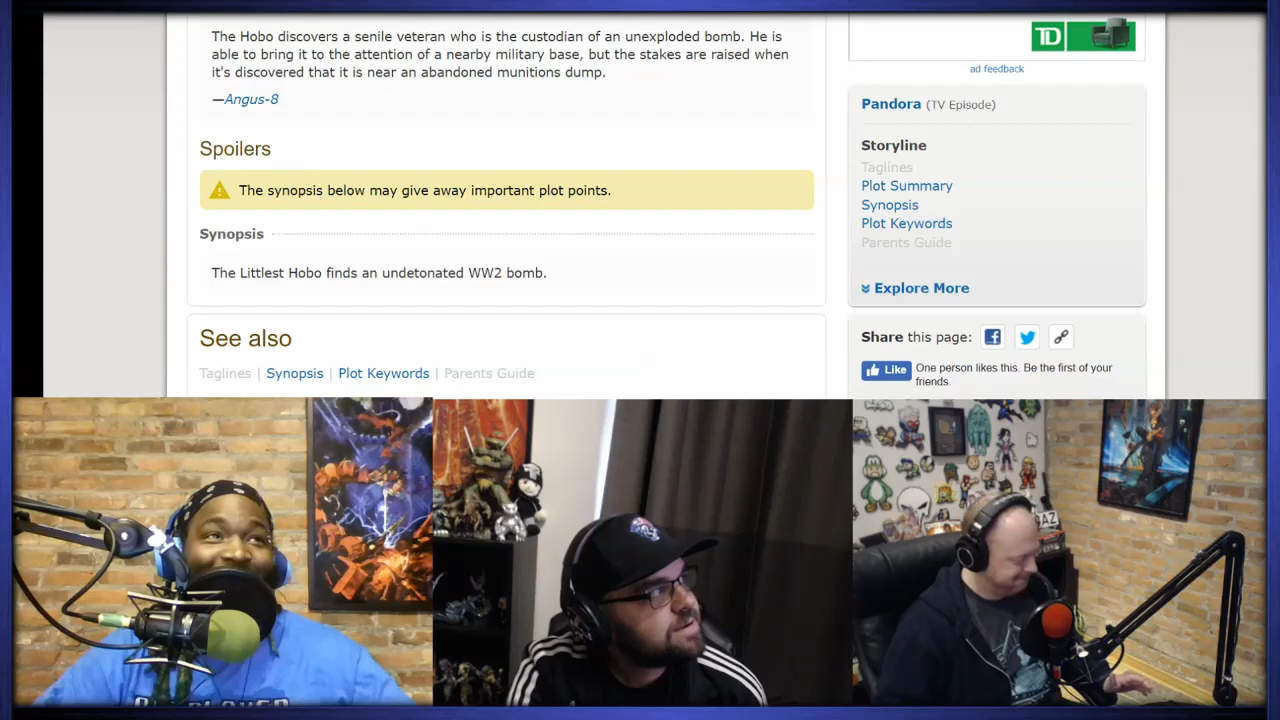 The Hobo discovers a senile veteran who is the custodian of an unexploded bomb. He is
able to bring it to the attention of a nearby military base, but the stakes are raised when
it's discovered that it is near an abandoned munitions dump.
—Angus-8
Spoilers
The synopsis below may give away important plot points.
Synopsis
The Littlest Hobo finds an undetonated WW2 bomb.
See also
Taglines | Synopsis | Plot Keywords | Parents Guide
TD
ad feedback
Pandora (TV Episode)
Storyline
Taglines
Plot Summary
Synopsis
Plot Keywords
Parents Guide
Explore More
Share this page:
Like
One person likes this. Be the first of your
friends.